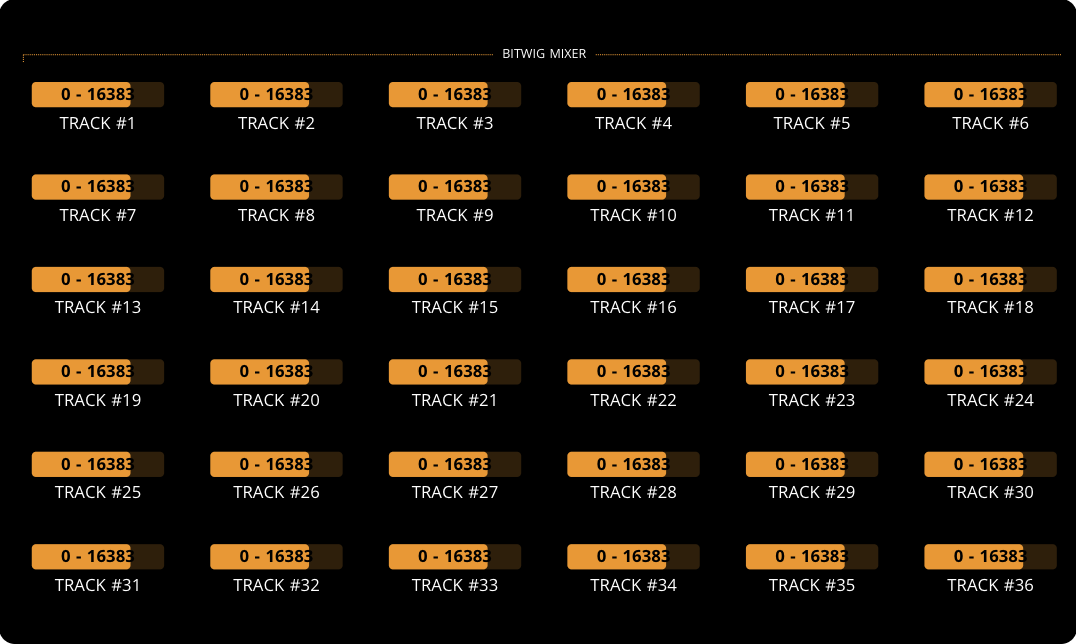 BITWIG MIXER
0 - 16383 0 - 16383 0 - 16383 0 - 16383 0 - 16383 0 - 16383
TRACK #1 TRACK #2 TRACK #3 TRACK #4 TRACK #5 TRACK #6
0 - 16383 0 - 16383 0 - 16383 0 - 16383 0 - 16383 0 - 16383
TRACK #7 TRACK #8 TRACK #9 TRACK #10 TRACK #11 TRACK #12
0 - 16383 0 - 16383 0 - 16383 0 - 16383 0 - 16383 0 - 16383
TRACK #13 TRACK #14 TRACK #15 TRACK #16 TRACK #17 TRACK #18
0 - 16383 0 - 16383 0 - 16383 0 - 16383 0 - 16383 0 - 16383
TRACK #19 TRACK #20 TRACK #21 TRACK #22 TRACK #23 TRACK #24
0 - 16383 0 - 16383 0 - 16383 0 - 16383 0 - 16383 0 - 16383
TRACK #25 TRACK #26 TRACK #27 TRACK #28 TRACK #29 TRACK #30
0 - 16383 0 - 16383 0 - 16383 0 - 16383 0 - 16383 0 - 16383
TRACK #31 TRACK #32 TRACK #33 TRACK #34 TRACK #35 TRACK #36